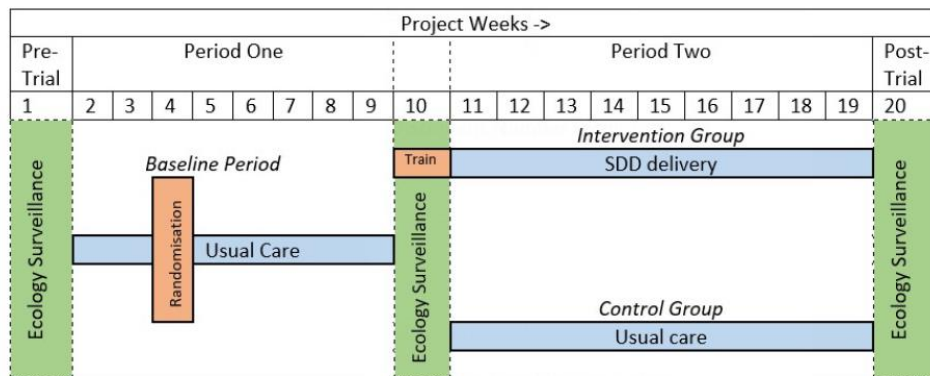 Project Weeks ->
Pre-Trial
Period One
Period Two
Post-Trial
1 2 3 4 5 6 7 8 9 10 11 12 13 14 15 16 17 18 19 20
Ecology Surveillance
Baseline Period
Randomisation
Usual Care
Train
Ecology Surveillance
Intervention Group
SDD delivery
Control Group
Usual care
Ecology Surveillance